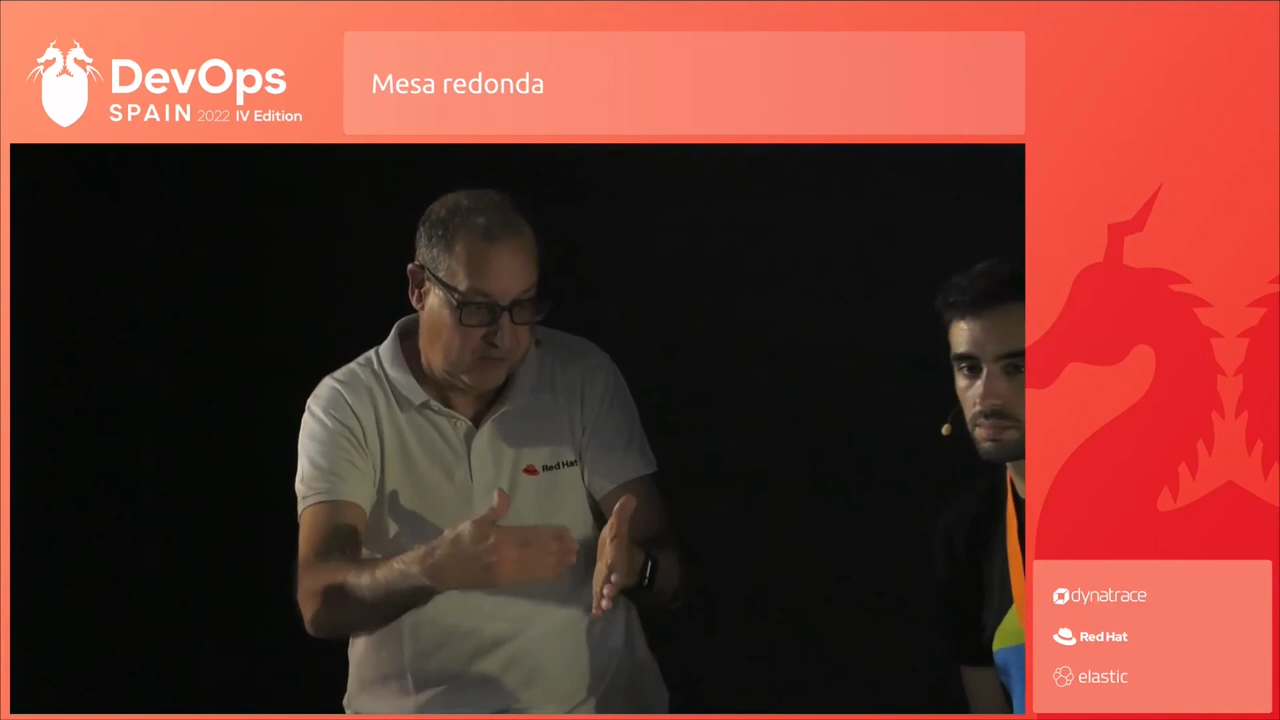 DevOps
SPAIN 2022 IV Edition
Mesa redonda
Red Hat
dynatrace
Red Hat
elastic